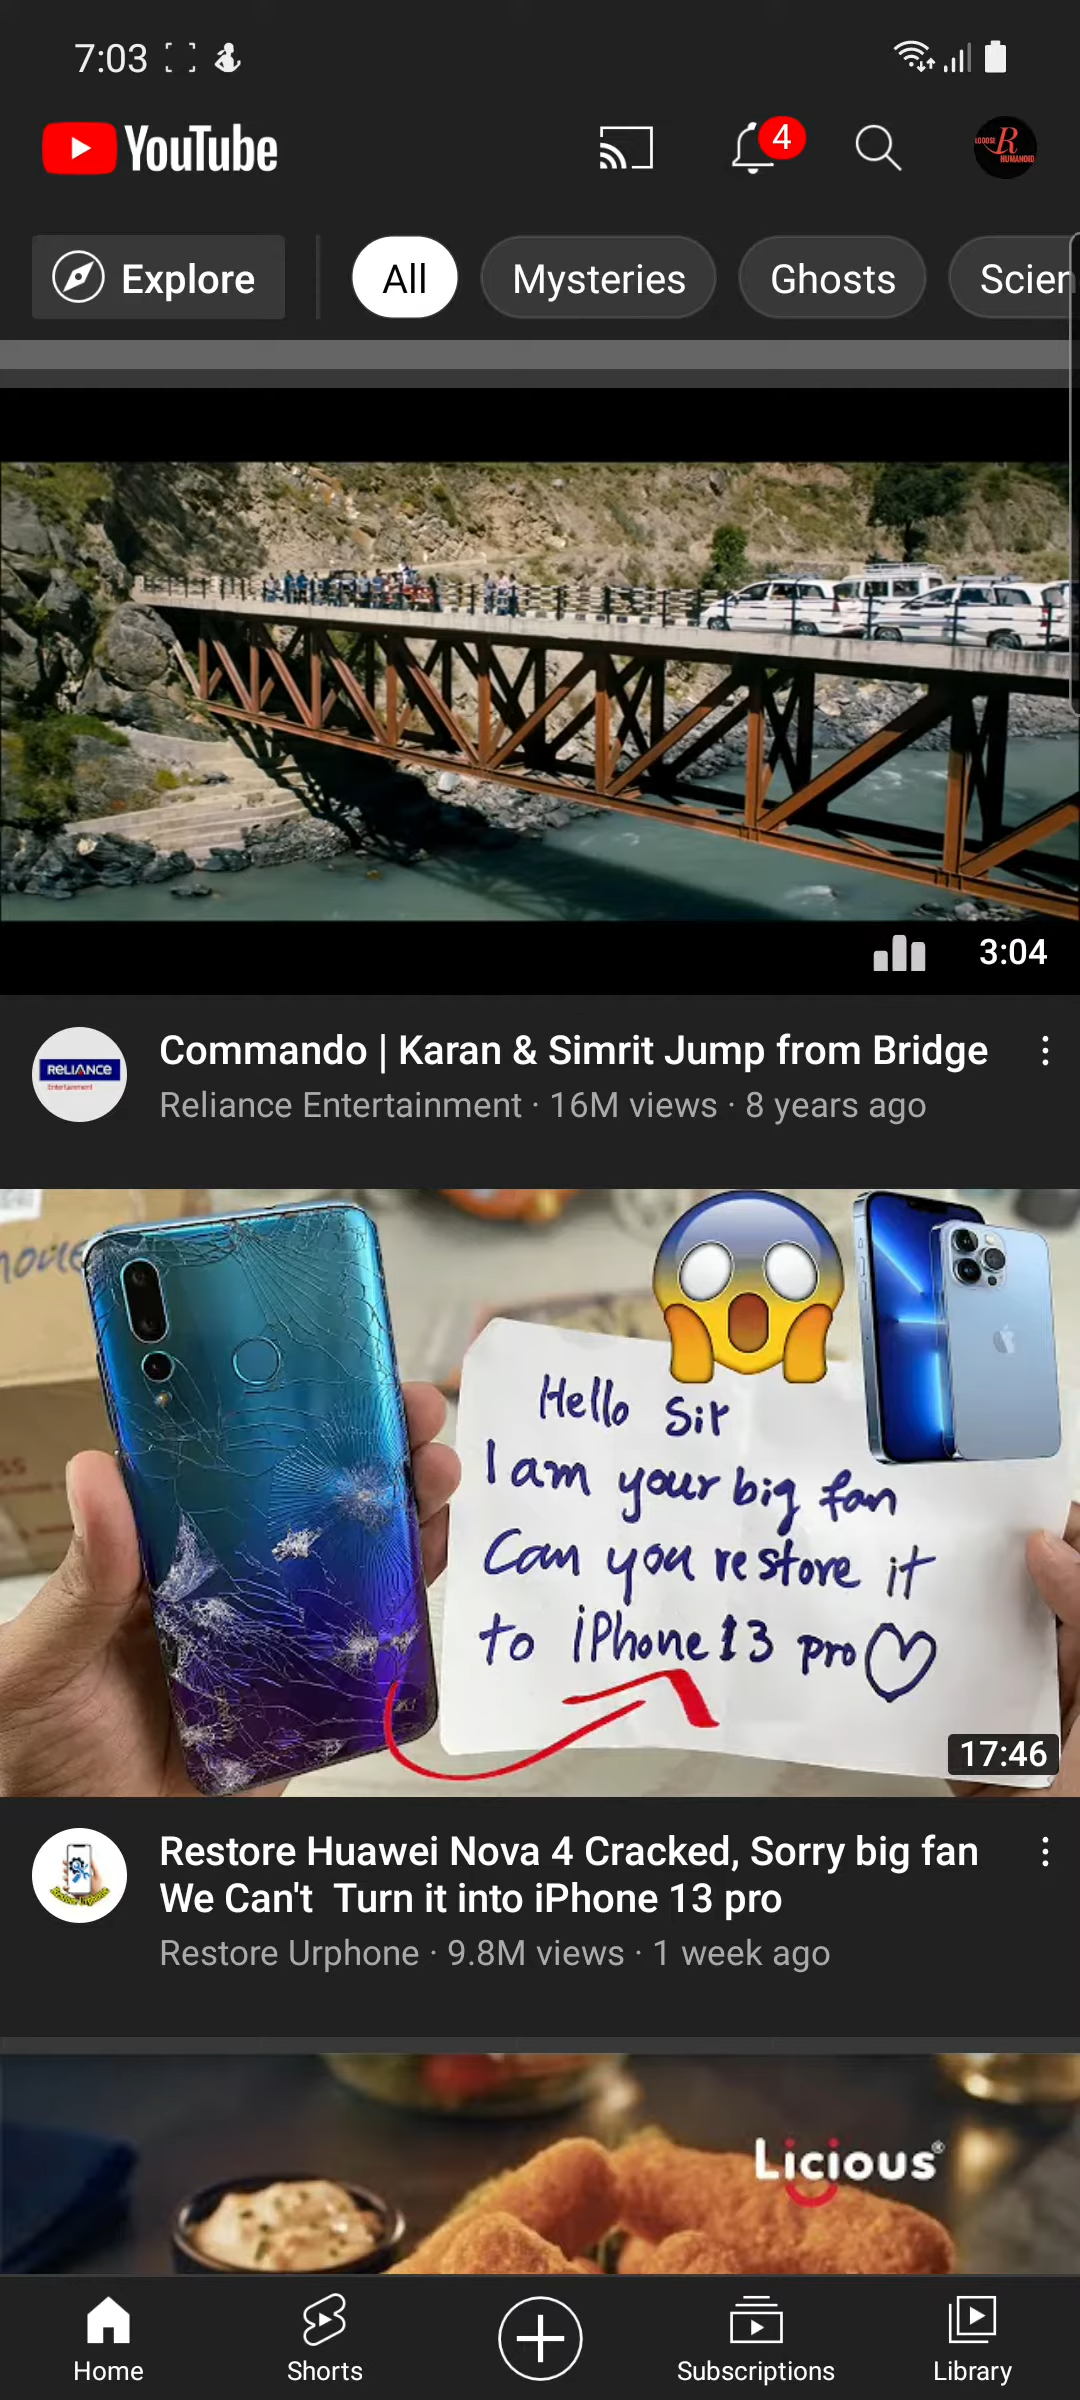 7:03
YouTube
4
R
HUMANOID
Explore
All
Mysteries
Ghosts
Scien
3:04
RELIANCE
Entertainment
Commando | Karan & Simrit Jump from Bridge
Reliance Entertainment · 16M views · 8 years ago
Hello Sir
I am your big fan
Can you restore it
to iPhone 13 pro
17:46
Restore Huawei Nova 4 Cracked, Sorry big fan
We Can't Turn it into iPhone 13 pro
Restore Urphone · 9.8M views · 1 week ago
Licious®
Home
Shorts
Subscriptions
Library